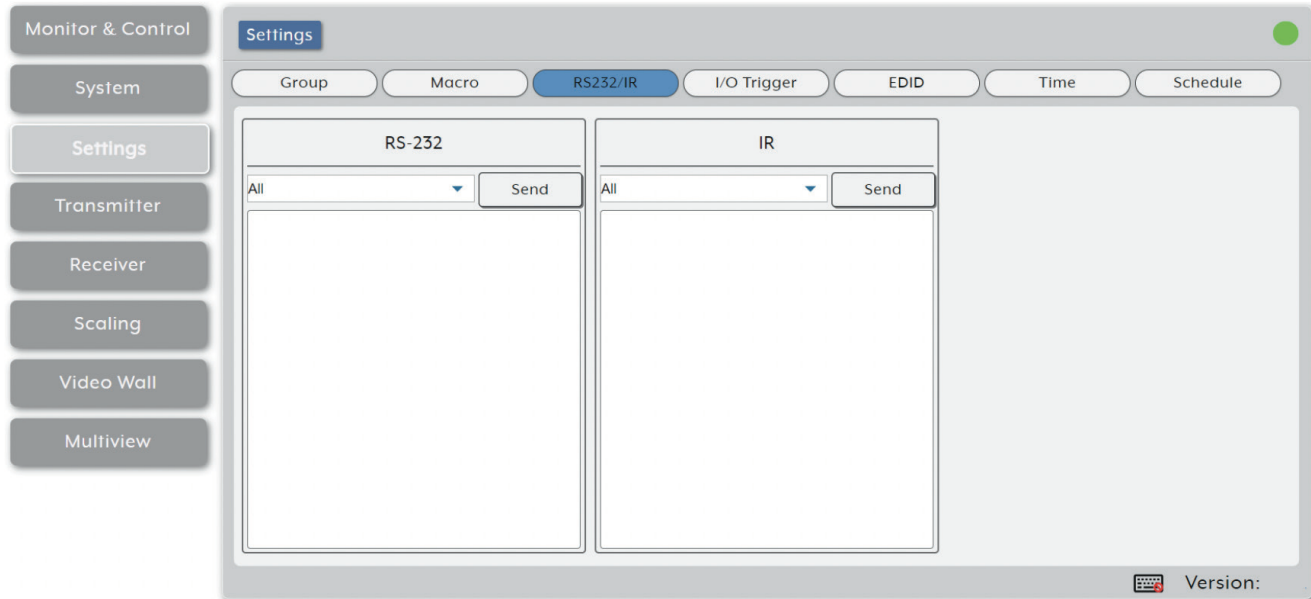 Monitor & Control
System
Settings
Transmitter
Receiver
Scaling
Video Wall
Multiview
Settings
Group Macro RS232/IR I/O Trigger EDID Time Schedule
RS-232
All Send
IR
All Send
Version: